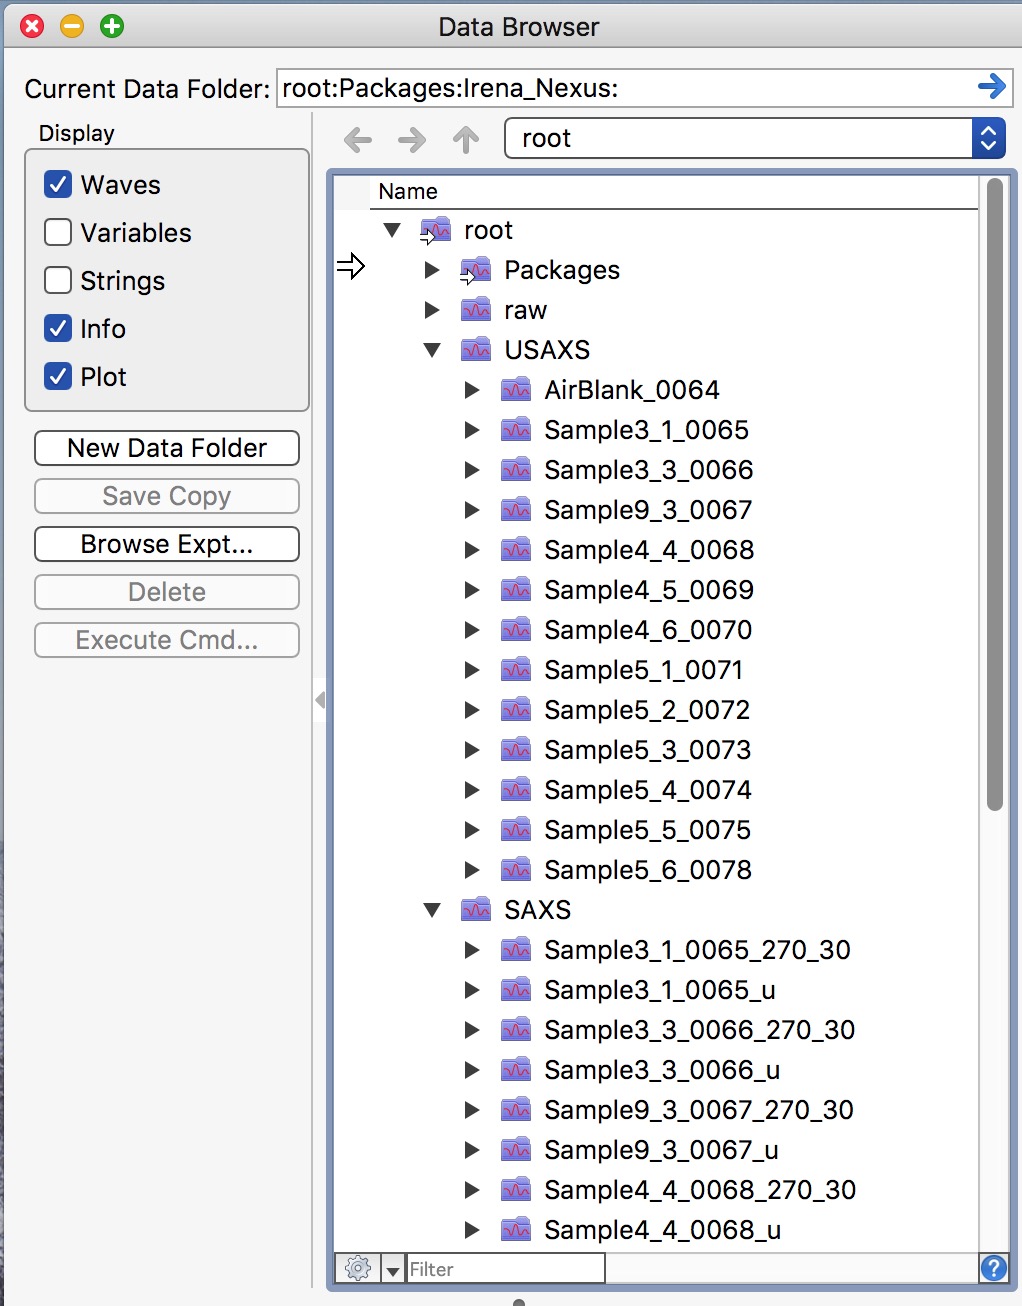 Data Browser
Current Data Folder: root:Packages:Irena_Nexus:
Display
Waves
Variables
Strings
Info
Plot
New Data Folder
Save Copy
Browse Expt...
Delete
Execute Cmd...
root
Name
root
Packages
raw
USAXS
AirBlank_0064
Sample3_1_0065
Sample3_3_0066
Sample9_3_0067
Sample4_4_0068
Sample4_5_0069
Sample4_6_0070
Sample5_1_0071
Sample5_2_0072
Sample5_3_0073
Sample5_4_0074
Sample5_5_0075
Sample5_6_0078
SAXS
Sample3_1_0065_270_30
Sample3_1_0065_u
Sample3_3_0066_270_30
Sample3_3_0066_u
Sample9_3_0067_270_30
Sample9_3_0067_u
Sample4_4_0068_270_30
Sample4_4_0068_u
Filter
?